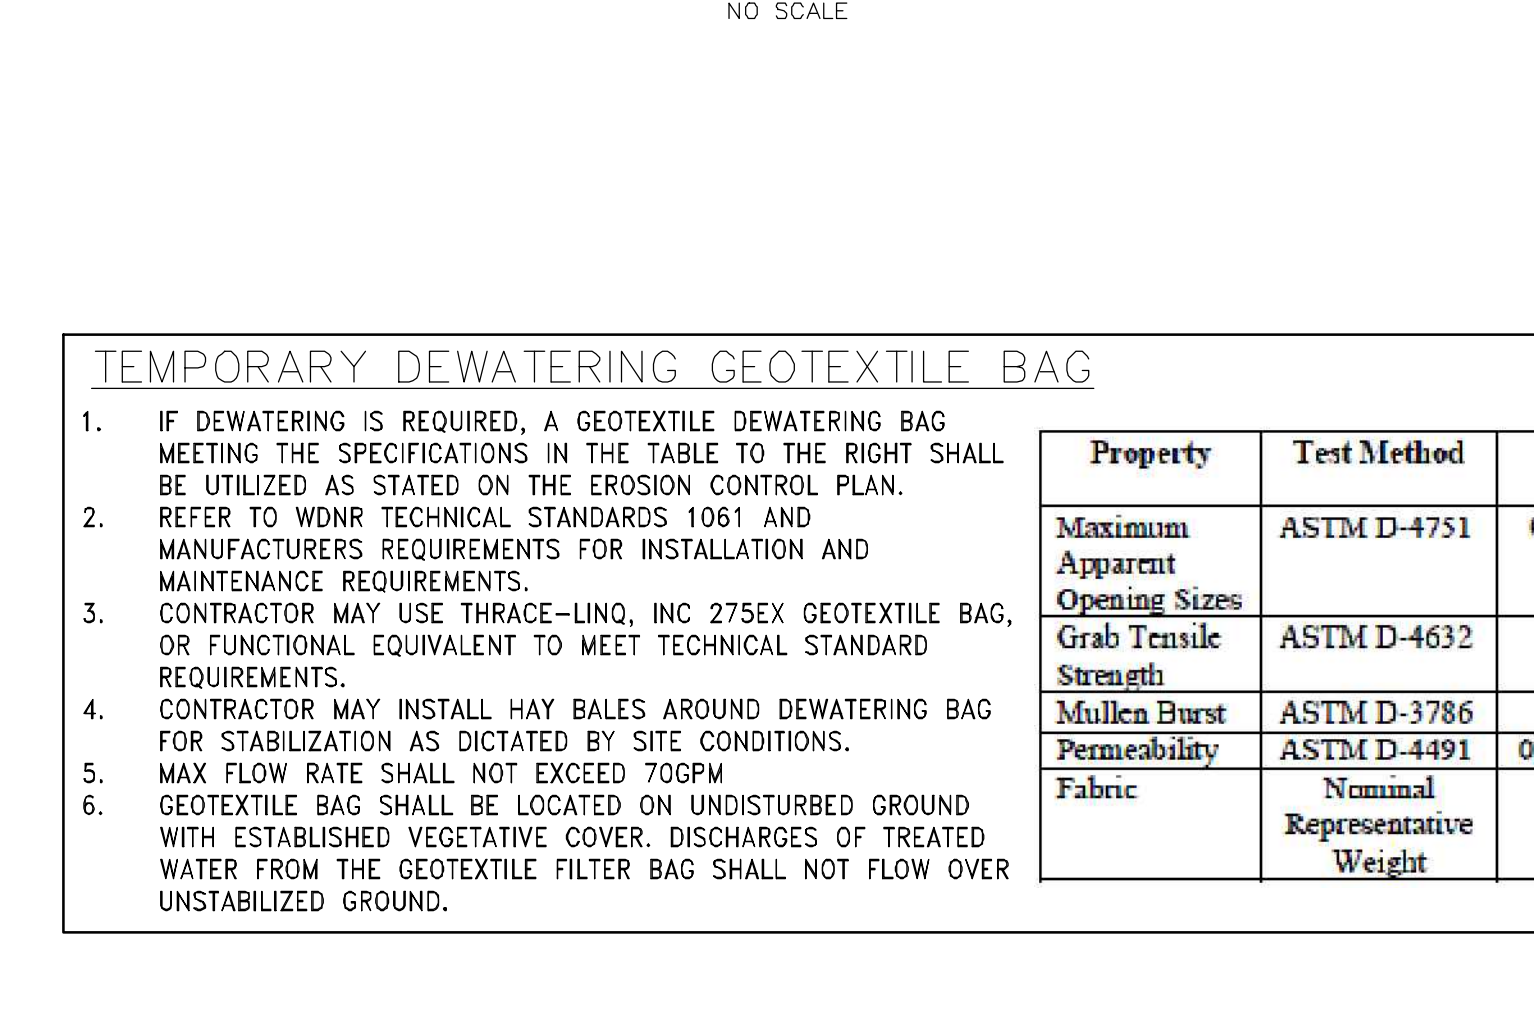 NO SCALE
TEMPORARY DEWATERING GEOTEXTILE BAG
1. IF DEWATERING IS REQUIRED, A GEOTEXTILE DEWATERING BAG
MEETING THE SPECIFICATIONS IN THE TABLE TO THE RIGHT SHALL
BE UTILIZED AS STATED ON THE EROSION CONTROL PLAN.
2. REFER TO WDNR TECHNICAL STANDARDS 1061 AND
MANUFACTURERS REQUIREMENTS FOR INSTALLATION AND
MAINTENANCE REQUIREMENTS.
3. CONTRACTOR MAY USE THRACE-LINQ, INC 275EX GEOTEXTILE BAG,
OR FUNCTIONAL EQUIVALENT TO MEET TECHNICAL STANDARD
REQUIREMENTS.
4. CONTRACTOR MAY INSTALL HAY BALES AROUND DEWATERING BAG
FOR STABILIZATION AS DICTATED BY SITE CONDITIONS.
5. MAX FLOW RATE SHALL NOT EXCEED 70GPM
6. GEOTEXTILE BAG SHALL BE LOCATED ON UNDISTURBED GROUND
WITH ESTABLISHED VEGETATIVE COVER. DISCHARGES OF TREATED
WATER FROM THE GEOTEXTILE FILTER BAG SHALL NOT FLOW OVER
UNSTABILIZED GROUND.
Property Test Method
Maximum ASTM D-4751
Apparent
Opening Sizes
Grab Tensile ASTM D-4632
Strength
Mullen Burst ASTM D-3786
Permeability ASTM D-4491 0
Fabric Nominal
Representative
Weight